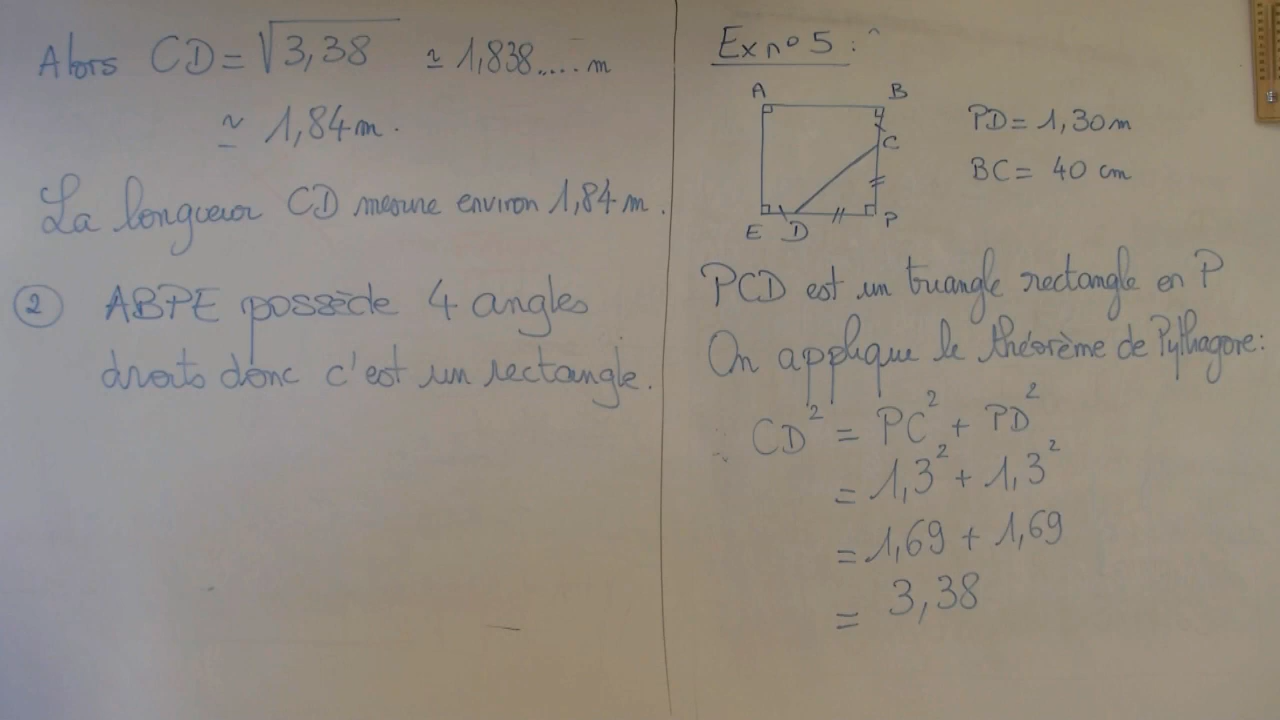 Alors CD = √3,38 ≃ 1,838.... m
≃ 1,84 m.
La longueur CD mesure environ 1,84 m.
② ABPE possède 4 angles
droits donc c'est un rectangle.
Ex n° 5 :
A B
C
E D P
PD = 1,30 m
BC = 40 cm
PCD est un truangle rectangle en P
On applique le théorème de Pythagore :
CD² = PC² + PD²
= 1,3² + 1,3²
= 1,69 + 1,69
= 3,38